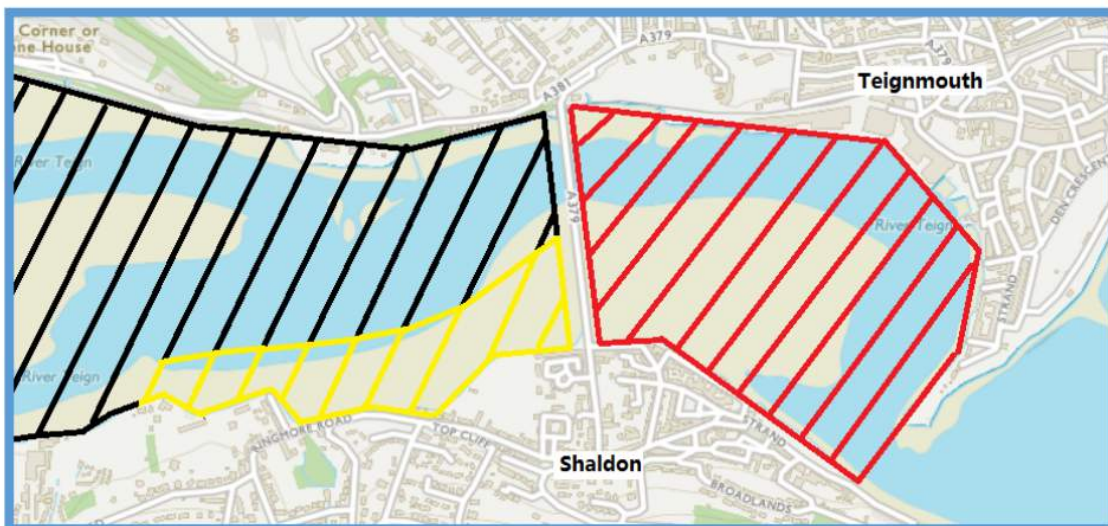 Corner or
ne House
A379
A379
Teignmouth
A381
River Teign
A379
River Teign
DEN CRESCENT
STRAND
River Teign
RINGMORE ROAD
TOP CLIFF
STRAND
Shaldon
BROADLANDS